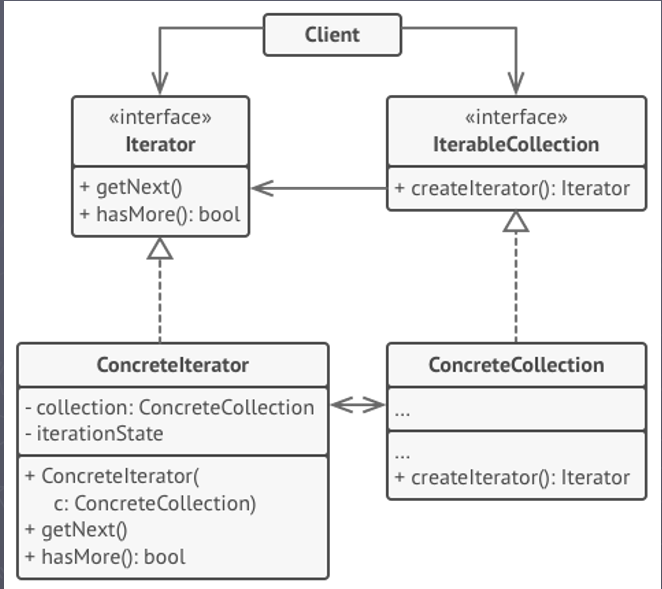 Client
«interface»
Iterator
+ getNext()
+ hasMore(): bool
«interface»
IterableCollection
+ createIterator(): Iterator
ConcreteIterator
- collection: ConcreteCollection
- iterationState
+ ConcreteIterator(
c: ConcreteCollection)
+ getNext()
+ hasMore(): bool
ConcreteCollection
...
...
+ createIterator(): Iterator